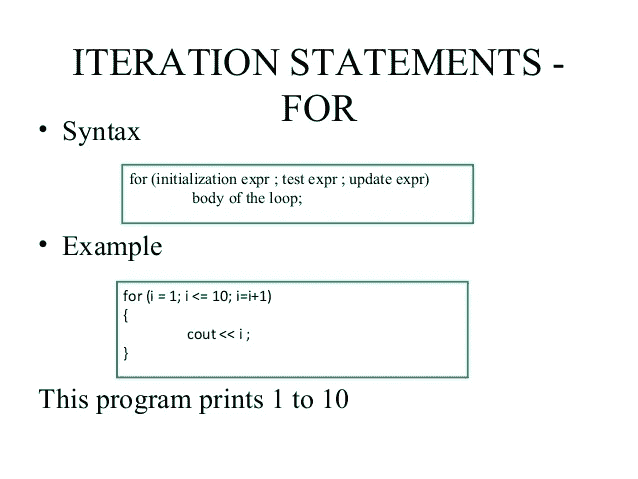 ITERATION STATEMENTS -
FOR
• Syntax
for (initialization expr ; test expr ; update expr)
body of the loop;
• Example
for (i = 1; i <= 10; i=i+1)
{
cout << i ;
}
This program prints 1 to 10